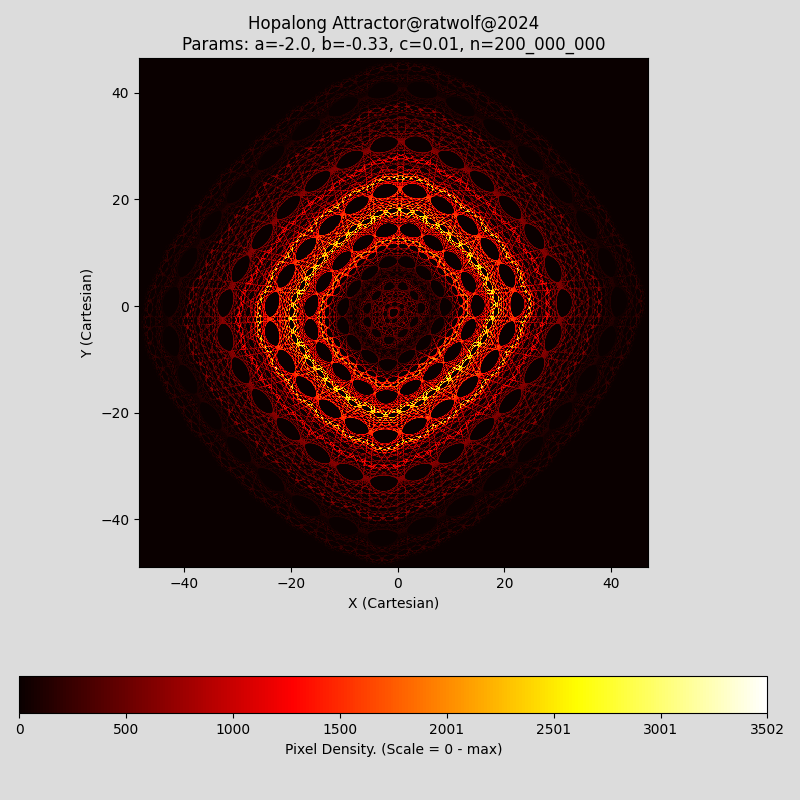 Hopalong Attractor@ratwolf@2024
Params: a=-2.0, b=-0.33, c=0.01, n=200_000_000
40
20
0
−20
−40
Y (Cartesian)
−40 −20 0 20 40
X (Cartesian)
0 500 1000 1500 2001 2501 3001 3502
Pixel Density. (Scale = 0 - max)